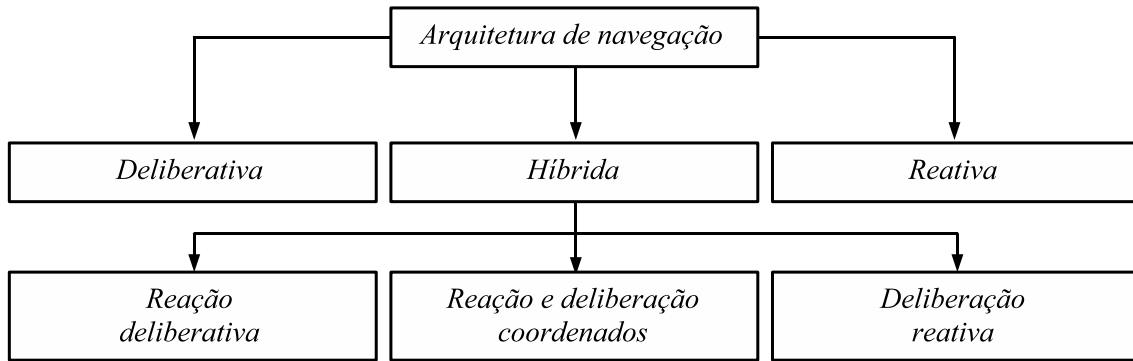 Arquitetura de navegação
Deliberativa
Híbrida
Reativa
Reação
deliberativa
Reação e deliberação
coordenados
Deliberação
reativa